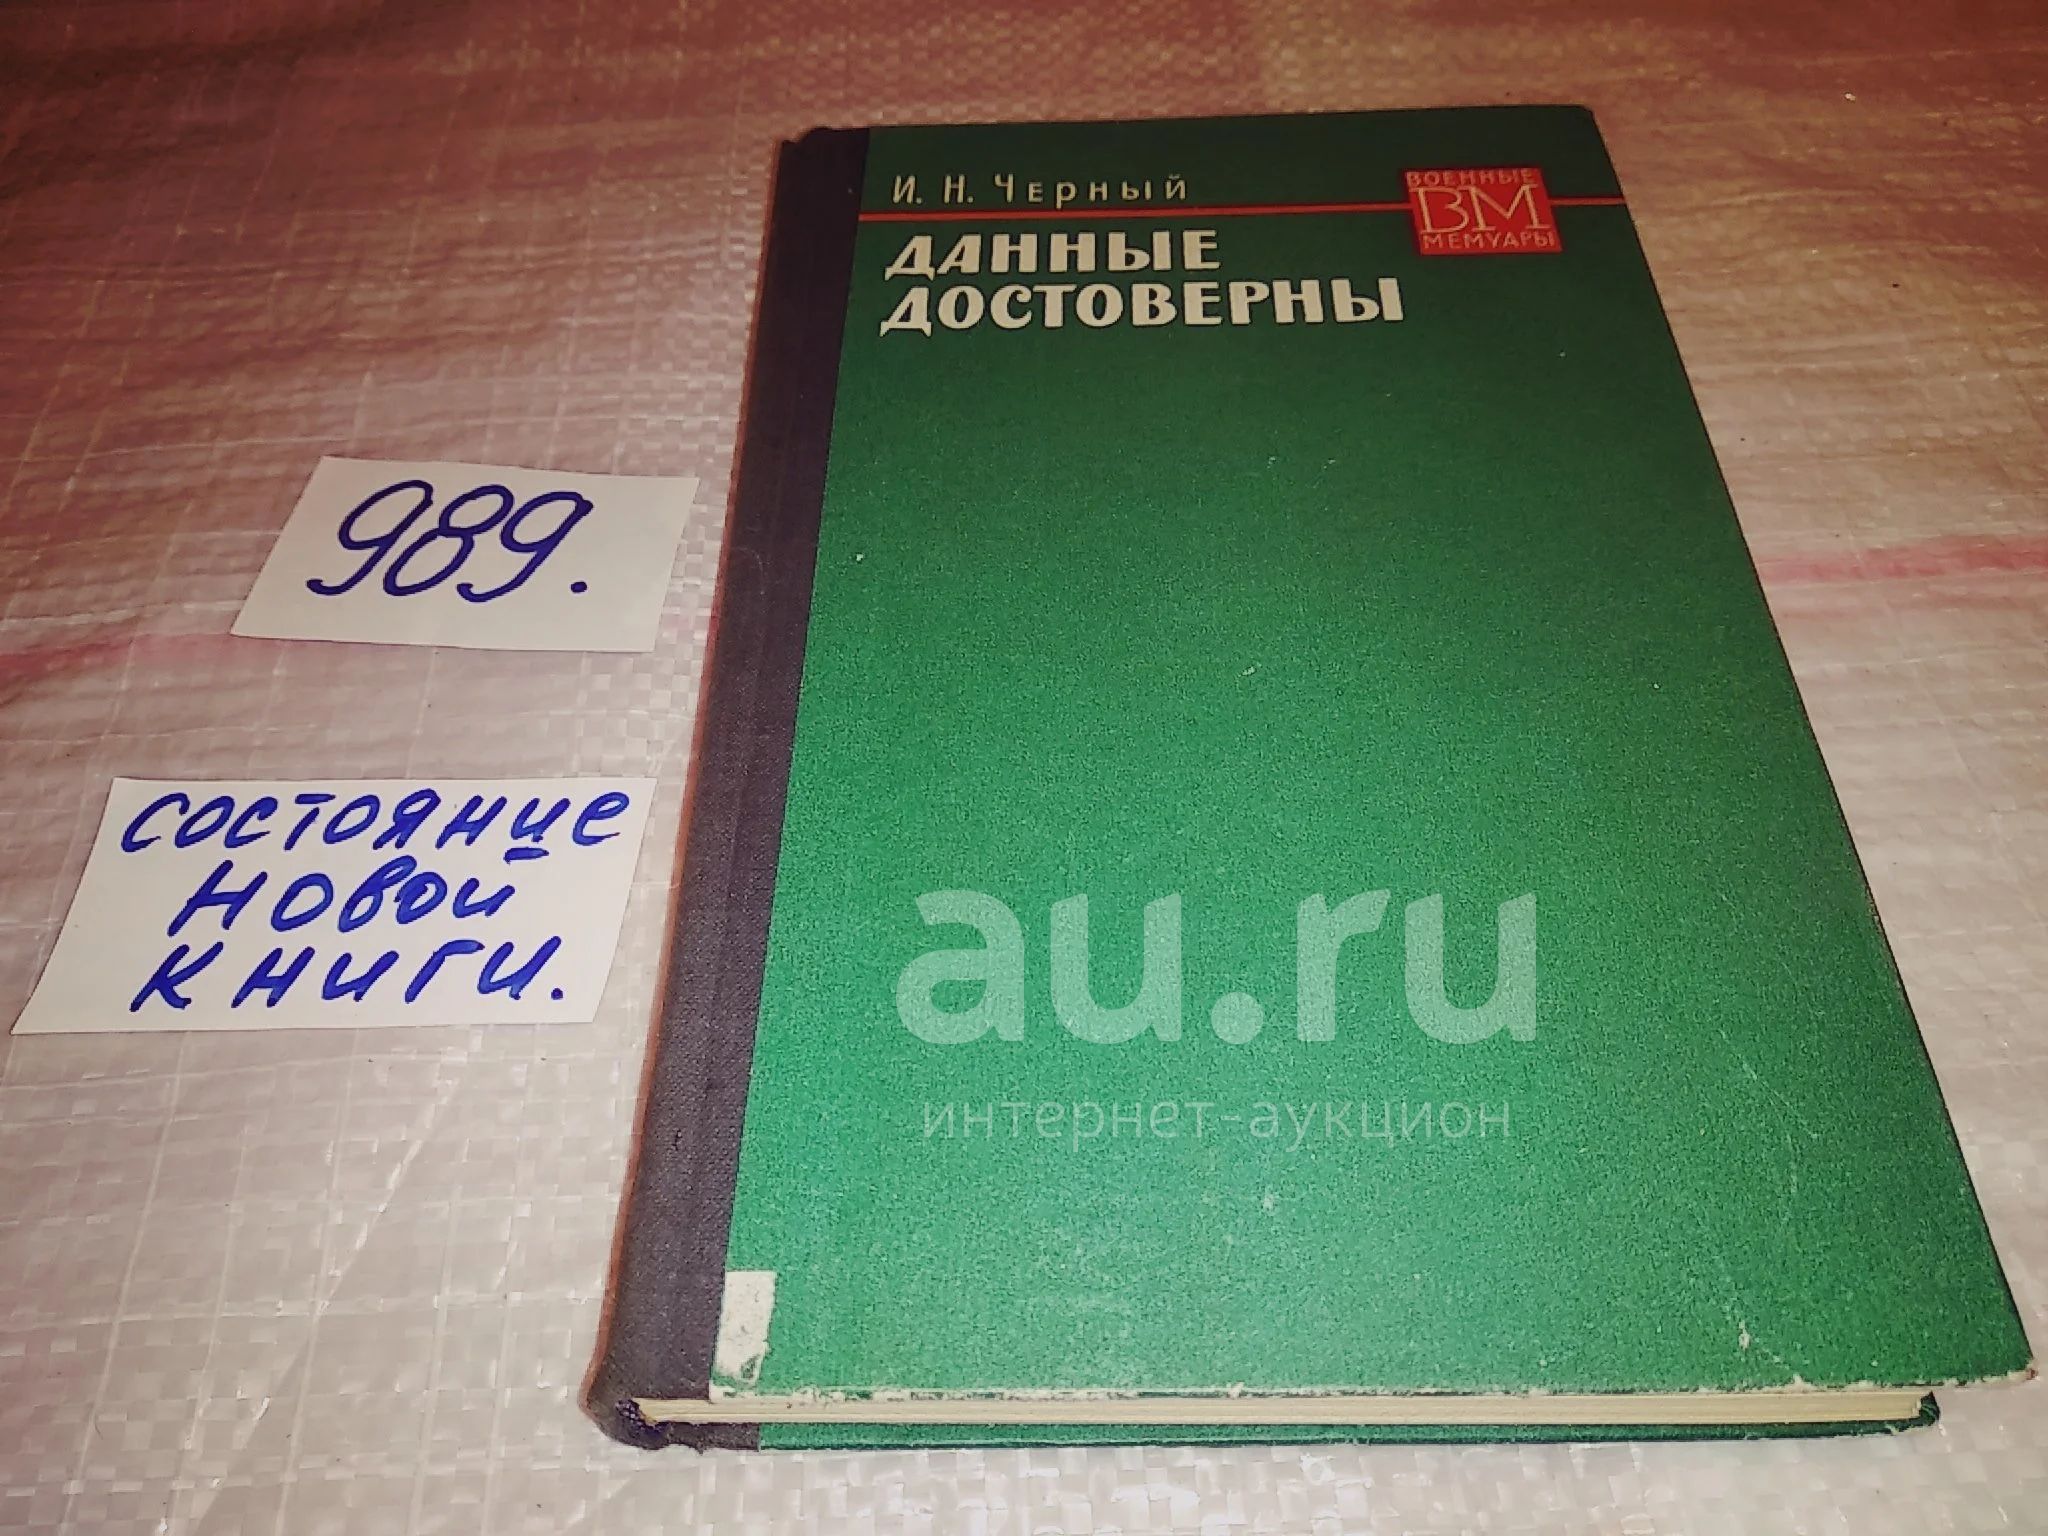 И. Н. Черный
ВОЕННЫЕ
ВМ
МЕМУАРЫ
ДАННЫЕ
ДОСТОВЕРНЫ
989.
состояние
новой
книги.
au.ru
интернет-аукцион